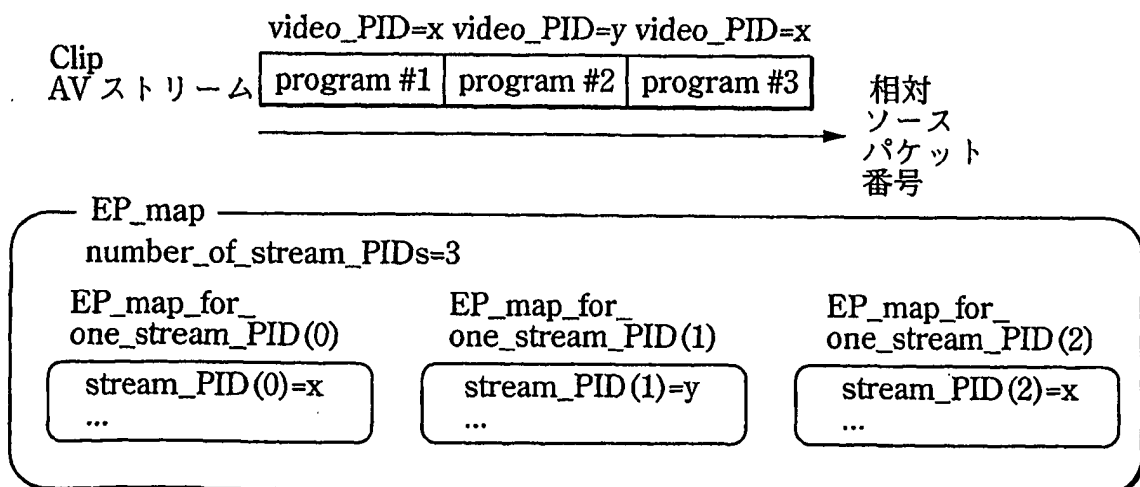 video_PID=x video_PID=y video_PID=x
Clip
AVストリーム
program #1 program #2 program #3
相対
ソース
パケット
番号
EP_map
number_of_stream_PIDs=3
EP_map_for_
one_stream_PID(0)
stream_PID(0)=x
...
EP_map_for_
one_stream_PID(1)
stream_PID(1)=y
...
EP_map_for_
one_stream_PID(2)
stream_PID(2)=x
...